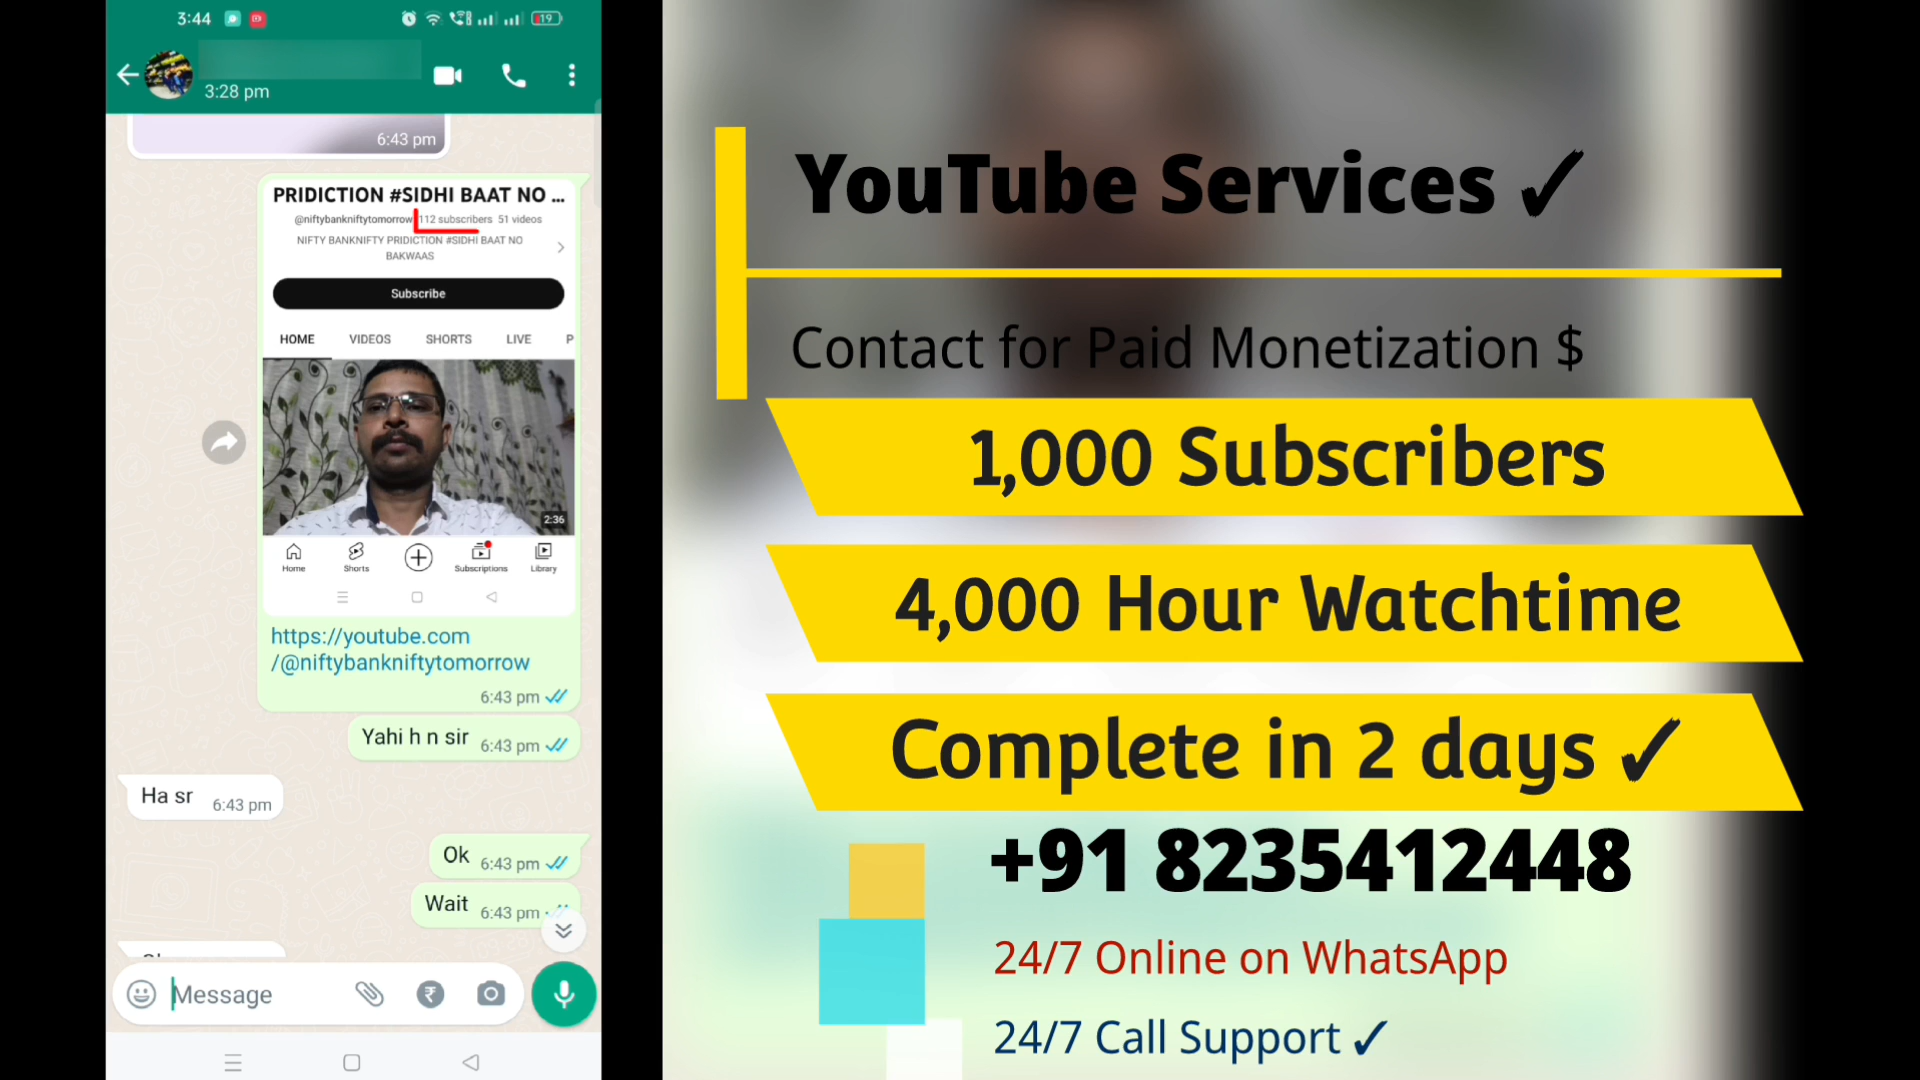 3:44
19
3:28 pm
6:43 pm
PRIDICTION #SIDHI BAAT NO ...
@niftybankniftytomorrow 112 subscribers 51 videos
NIFTY BANKNIFTY PRIDICTION #SIDHI BAAT NO
BAKWAAS
Subscribe
HOME VIDEOS SHORTS LIVE P
2:36
Home Shorts Subscriptions Library
https://youtube.com
/@niftybankniftytomorrow
6:43 pm
Yahi h n sir 6:43 pm
Ha sr 6:43 pm
Ok 6:43 pm
Wait 6:43 pm
Message
YouTube Services ✓
Contact for Paid Monetization $
1,000 Subscribers
4,000 Hour Watchtime
Complete in 2 days ✓
+91 8235412448
24/7 Online on WhatsApp
24/7 Call Support ✓